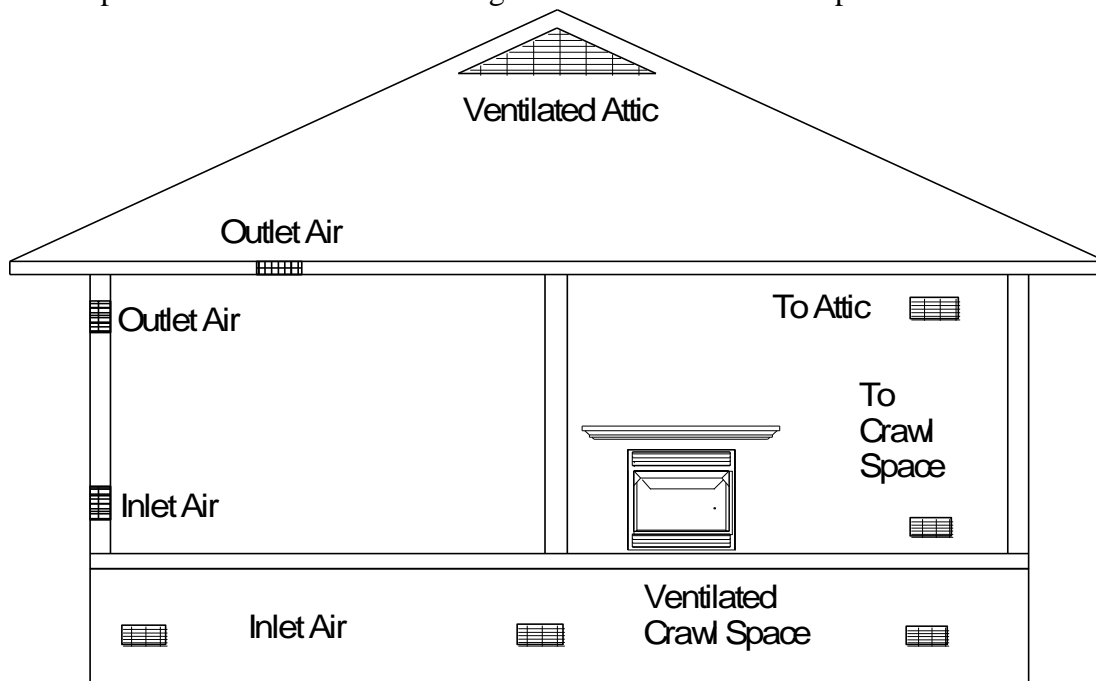 Ventilated Attic
Outlet Air
Outlet Air
To Attic
To
Crawl
Space
Inlet Air
Inlet Air
Ventilated
Crawl Space